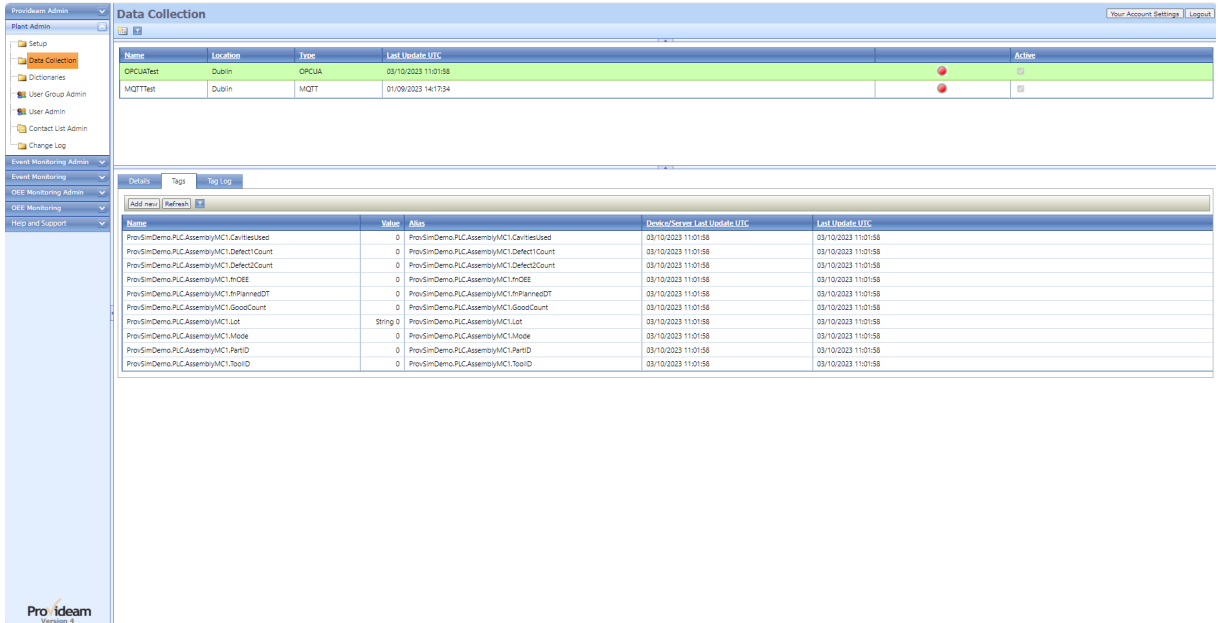 Provideam Admin
Plant Admin
Setup
Data Collection
Dictionaries
User Group Admin
User Admin
Contact List Admin
Change Log
Event Monitoring Admin
Event Monitoring
OEE Monitoring Admin
OEE Monitoring
Help and Support
Provideam
Version 4
Data Collection
Your Account Settings Logout
Name Location Type Last Update UTC Active
OPCUATest Dublin OPCUA 03/10/2023 11:01:58
MQTTTest Dublin MQTT 01/09/2023 14:17:34
Details Tags Tag Log
Add new Refresh
Name Value Alias Device/Server Last Update UTC Last Update UTC
ProvSimDemo.PLC.AssemblyMC1.CavitiesUsed 0 ProvSimDemo.PLC.AssemblyMC1.CavitiesUsed 03/10/2023 11:01:58 03/10/2023 11:01:58
ProvSimDemo.PLC.AssemblyMC1.Defect1Count 0 ProvSimDemo.PLC.AssemblyMC1.Defect1Count 03/10/2023 11:01:58 03/10/2023 11:01:58
ProvSimDemo.PLC.AssemblyMC1.Defect2Count 0 ProvSimDemo.PLC.AssemblyMC1.Defect2Count 03/10/2023 11:01:58 03/10/2023 11:01:58
ProvSimDemo.PLC.AssemblyMC1.fnOEE 0 ProvSimDemo.PLC.AssemblyMC1.fnOEE 03/10/2023 11:01:58 03/10/2023 11:01:58
ProvSimDemo.PLC.AssemblyMC1.fnPlannedDT 0 ProvSimDemo.PLC.AssemblyMC1.fnPlannedDT 03/10/2023 11:01:58 03/10/2023 11:01:58
ProvSimDemo.PLC.AssemblyMC1.GoodCount 0 ProvSimDemo.PLC.AssemblyMC1.GoodCount 03/10/2023 11:01:58 03/10/2023 11:01:58
ProvSimDemo.PLC.AssemblyMC1.Lot String 0 ProvSimDemo.PLC.AssemblyMC1.Lot 03/10/2023 11:01:58 03/10/2023 11:01:58
ProvSimDemo.PLC.AssemblyMC1.Mode 0 ProvSimDemo.PLC.AssemblyMC1.Mode 03/10/2023 11:01:58 03/10/2023 11:01:58
ProvSimDemo.PLC.AssemblyMC1.PartID 0 ProvSimDemo.PLC.AssemblyMC1.PartID 03/10/2023 11:01:58 03/10/2023 11:01:58
ProvSimDemo.PLC.AssemblyMC1.ToolID 0 ProvSimDemo.PLC.AssemblyMC1.ToolID 03/10/2023 11:01:58 03/10/2023 11:01:58